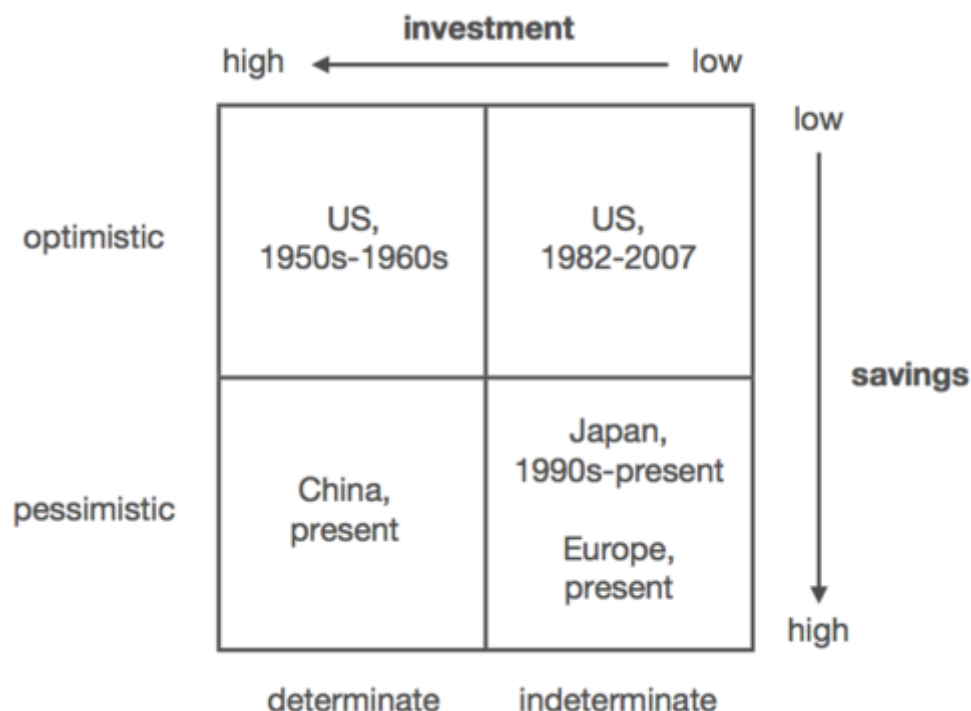 investment
high
low
low
optimistic
US,
1950s-1960s
US,
1982-2007
savings
pessimistic
China,
present
Japan,
1990s-present
Europe,
present
high
determinate
indeterminate